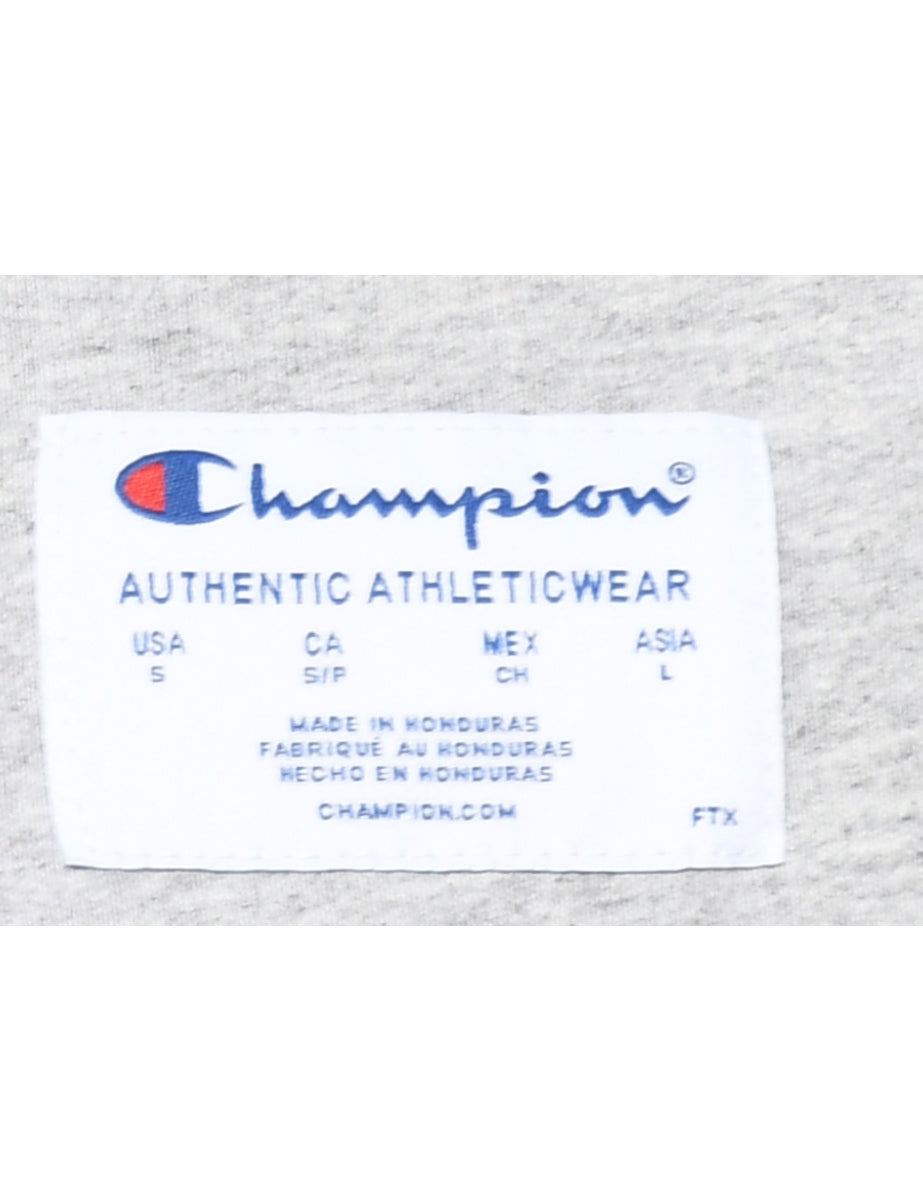 Champion®
AUTHENTIC ATHLETICWEAR
USA CA MEX ASIA
S S/P CH L
MADE IN HONDURAS
FABRIQUÉ AU HONDURAS
HECHO EN HONDURAS
CHAMPION.COM
FTX